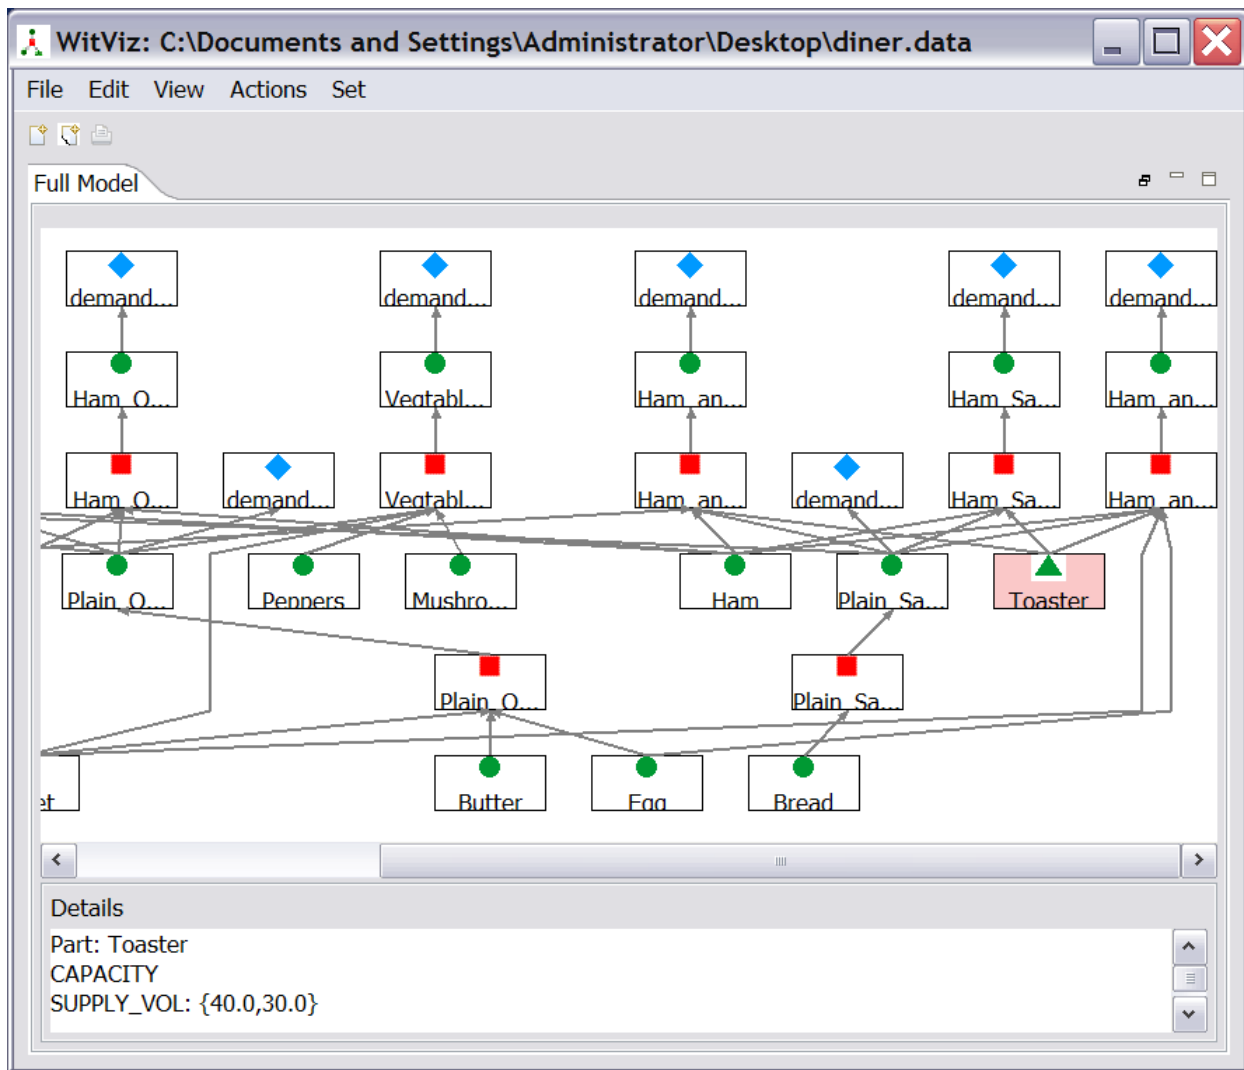 WitViz: C:\Documents and Settings\Administrator\Desktop\diner.data
File Edit View Actions Set
Full Model
demand... demand... demand... demand... demand...
Ham_O... Vegtabl... Ham_an... Ham_Sa... Ham_an...
Ham_O... demand... Vegtabl... Ham_an... demand... Ham_Sa... Ham_an...
Plain_O... Peppers Mushro... Ham Plain_Sa... Toaster
Plain_O... Plain_Sa...
et Butter Egg Bread
Details
Part: Toaster
CAPACITY
SUPPLY_VOL: {40.0,30.0}